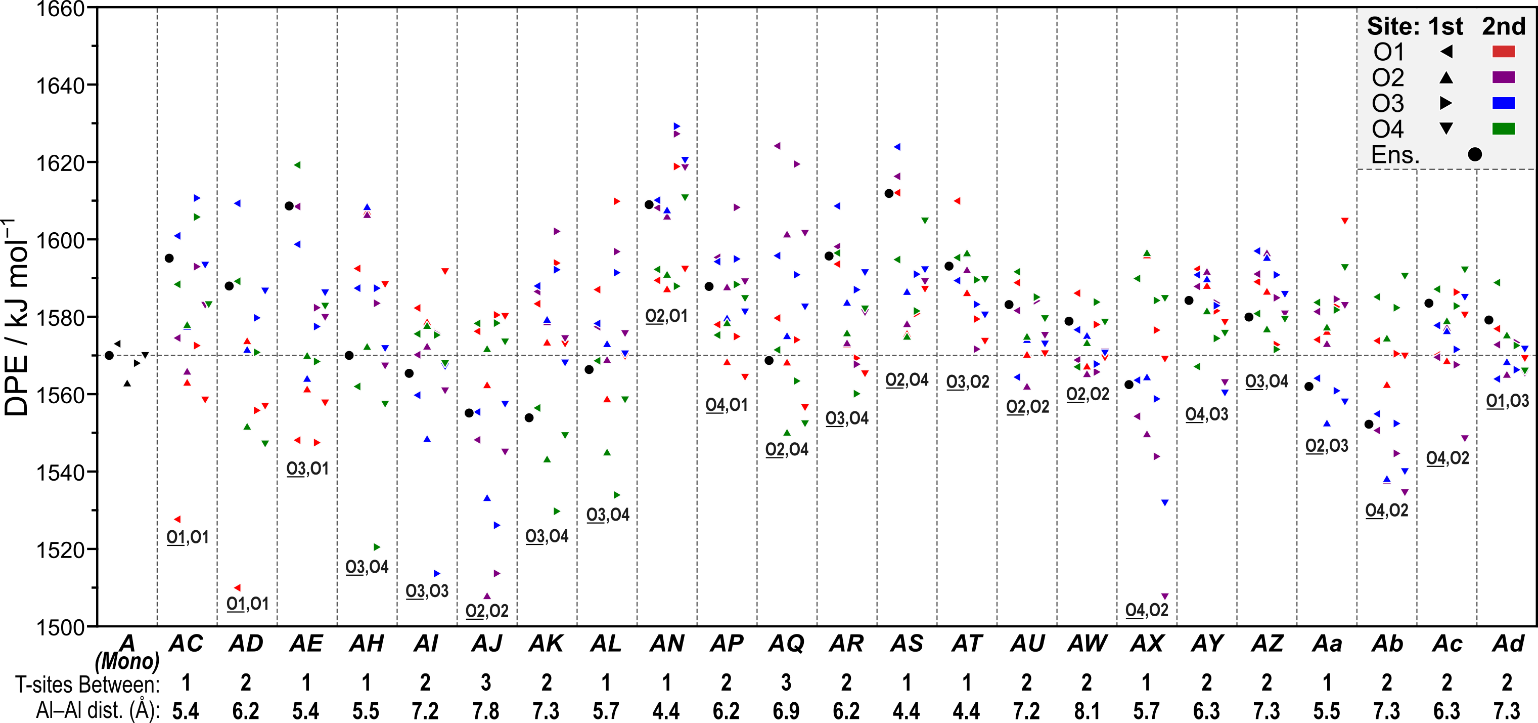 DPE / kJ mol⁻¹
1660
1640
1620
1600
1580
1560
1540
1520
1500
Site: 1st 2nd
O1
O2
O3
O4
Ens.
O1,O1
O1,O1
O3,O1
O3,O4
O3,O3
O2,O2
O3,O4
O3,O4
O2,O1
O4,O1
O2,O4
O3,O4
O2,O4
O3,O2
O2,O2
O2,O2
O4,O2
O4,O3
O3,O4
O2,O3
O4,O2
O4,O2
O1,O3
A AC AD AE AH AI AJ AK AL AN AP AQ AR AS AT AU AW AX AY AZ Aa Ab Ac Ad
(Mono)
T-sites Between: 1 2 1 1 2 3 2 1 1 2 3 2 1 1 2 2 1 2 2 1 2 2 2
Al–Al dist. (Å): 5.4 6.2 5.4 5.5 7.2 7.8 7.3 5.7 4.4 6.2 6.9 6.2 4.4 4.4 7.2 8.1 5.7 6.3 7.3 5.5 7.3 6.3 7.3